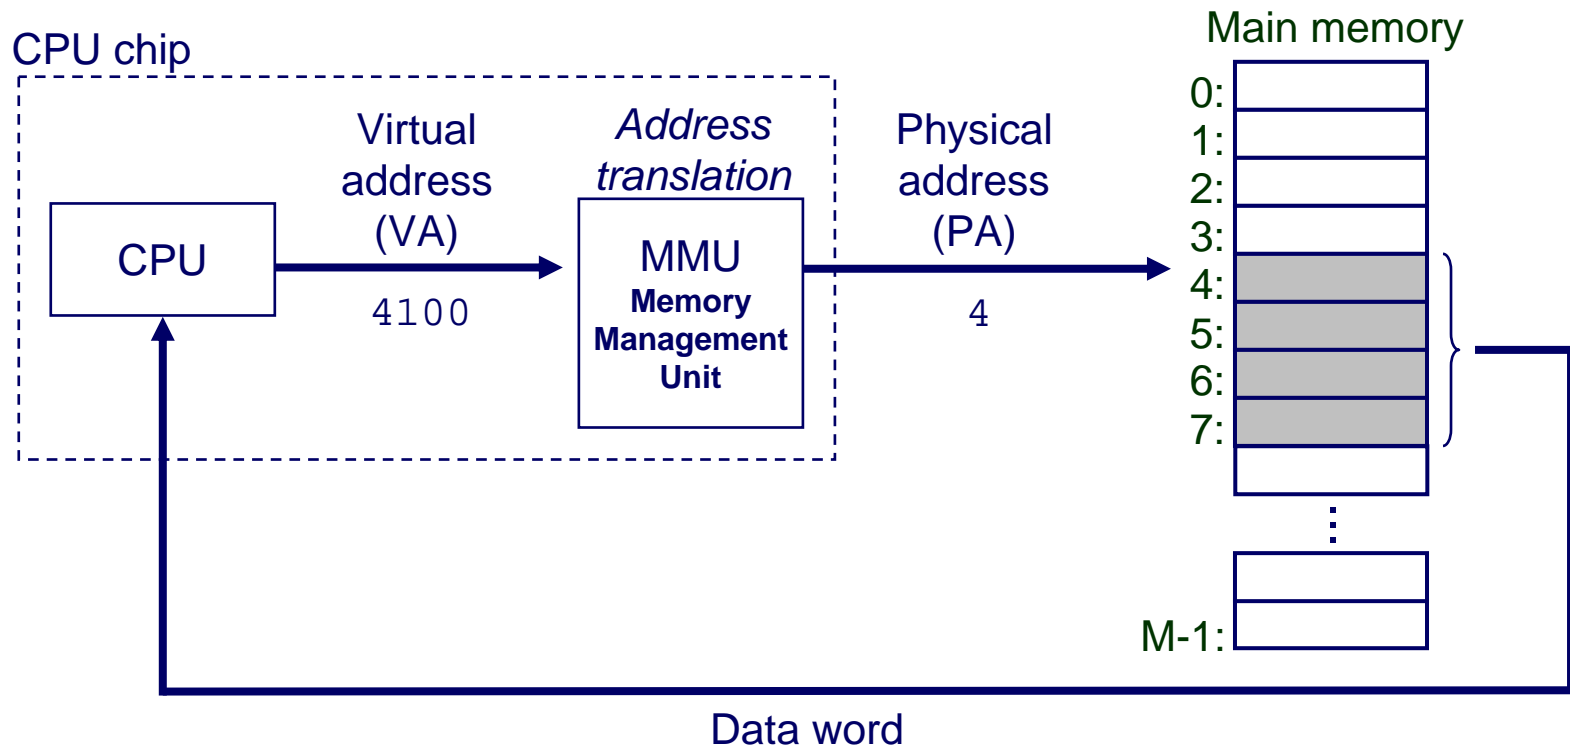 CPU chip
Virtual
address
(VA)
4100
CPU
Address
translation
MMU
Memory
Management
Unit
Physical
address
(PA)
4
Main memory
0:
1:
2:
3:
4:
5:
6:
7:
M-1:
Data word